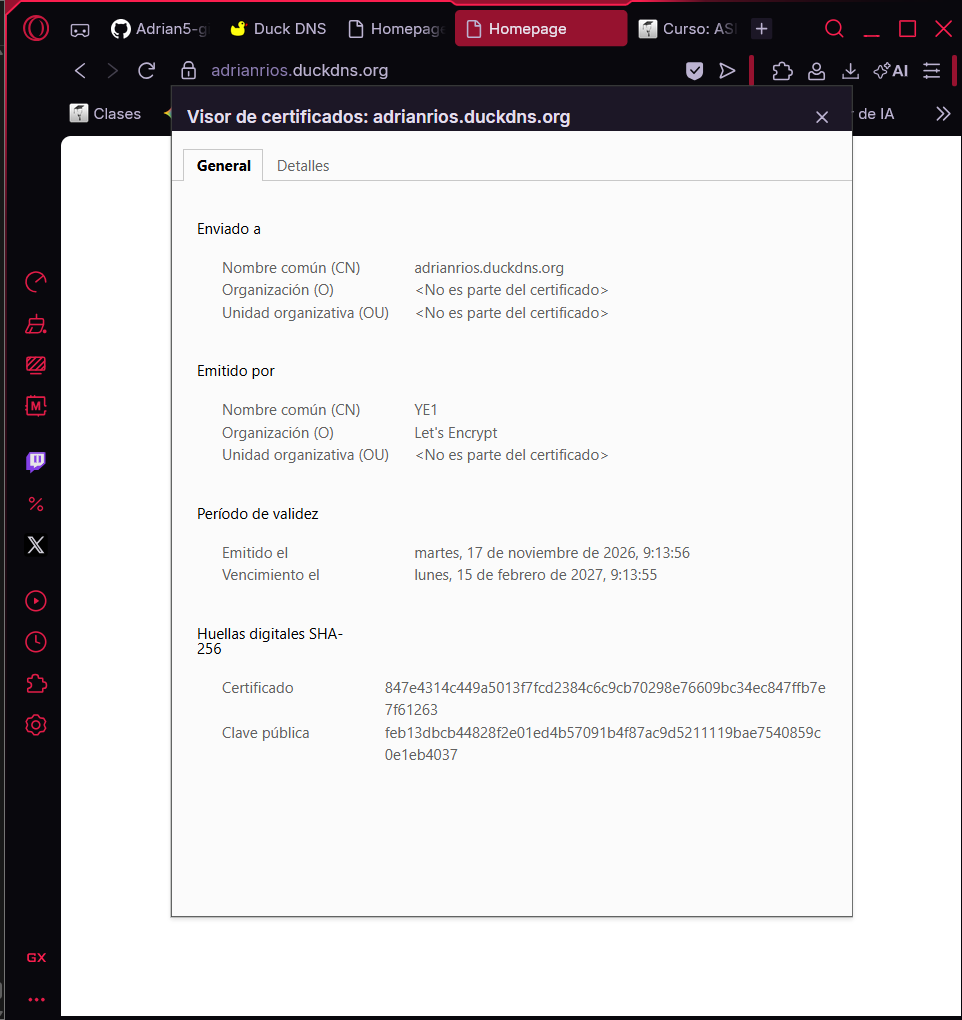 Adrian5-g
Duck DNS
Homepage
Homepage
Curso: ASI
adrianrios.duckdns.org
AI
Clases
de IA
Visor de certificados: adrianrios.duckdns.org
General
Detalles
Enviado a
Nombre común (CN) adrianrios.duckdns.org
Organización (O) <No es parte del certificado>
Unidad organizativa (OU) <No es parte del certificado>
Emitido por
Nombre común (CN) YE1
Organización (O) Let's Encrypt
Unidad organizativa (OU) <No es parte del certificado>
Período de validez
Emitido el martes, 17 de noviembre de 2026, 9:13:56
Vencimiento el lunes, 15 de febrero de 2027, 9:13:55
Huellas digitales SHA-
256
Certificado 847e4314c449a5013f7fcd2384c6c9cb70298e76609bc34ec847ffb7e
7f61263
Clave pública feb13dbcb44828f2e01ed4b57091b4f87ac9d5211119bae7540859c
0e1eb4037
M
GX